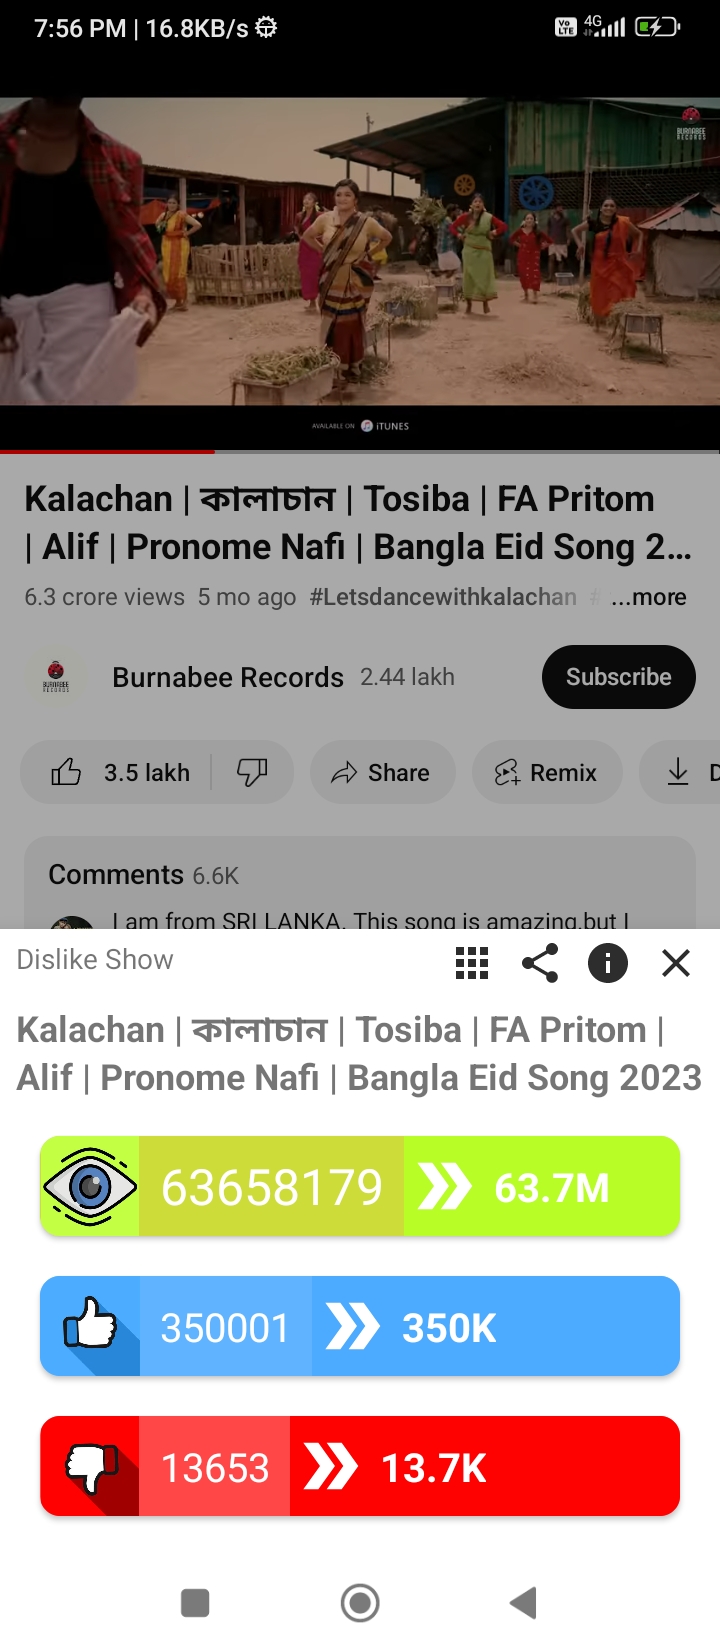 7:56 PM | 16.8KB/s
Vo LTE 4G
BURNABEE
RECORDS
AVAILABLE ON iTUNES
Kalachan | কালাচান | Tosiba | FA Pritom
| Alif | Pronome Nafi | Bangla Eid Song 2...
6.3 crore views 5 mo ago #Letsdancewithkalachan # ...more
BURNABEE
RECORDS
Burnabee Records 2.44 lakh Subscribe
3.5 lakh Share Remix D
Comments 6.6K
I am from SRI LANKA. This song is amazing.but I
Dislike Show
Kalachan | কালাচান | Tosiba | FA Pritom |
Alif | Pronome Nafi | Bangla Eid Song 2023
63658179 63.7M
350001 350K
13653 13.7K